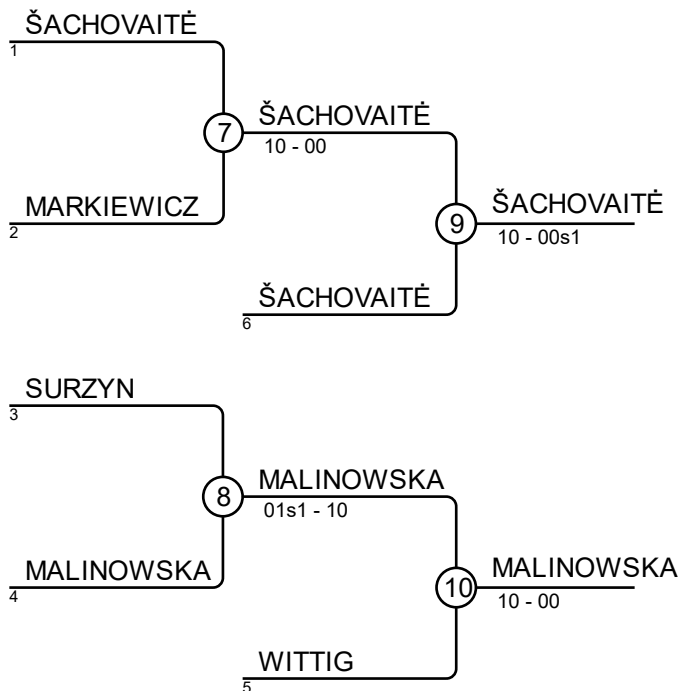 ŠACHOVAITĖ
1
7
ŠACHOVAITĖ
10 - 00
MARKIEWICZ
2
9
ŠACHOVAITĖ
10 - 00s1
ŠACHOVAITĖ
6
SURZYN
3
8
MALINOWSKA
01s1 - 10
MALINOWSKA
4
10
MALINOWSKA
10 - 00
WITTIG
5